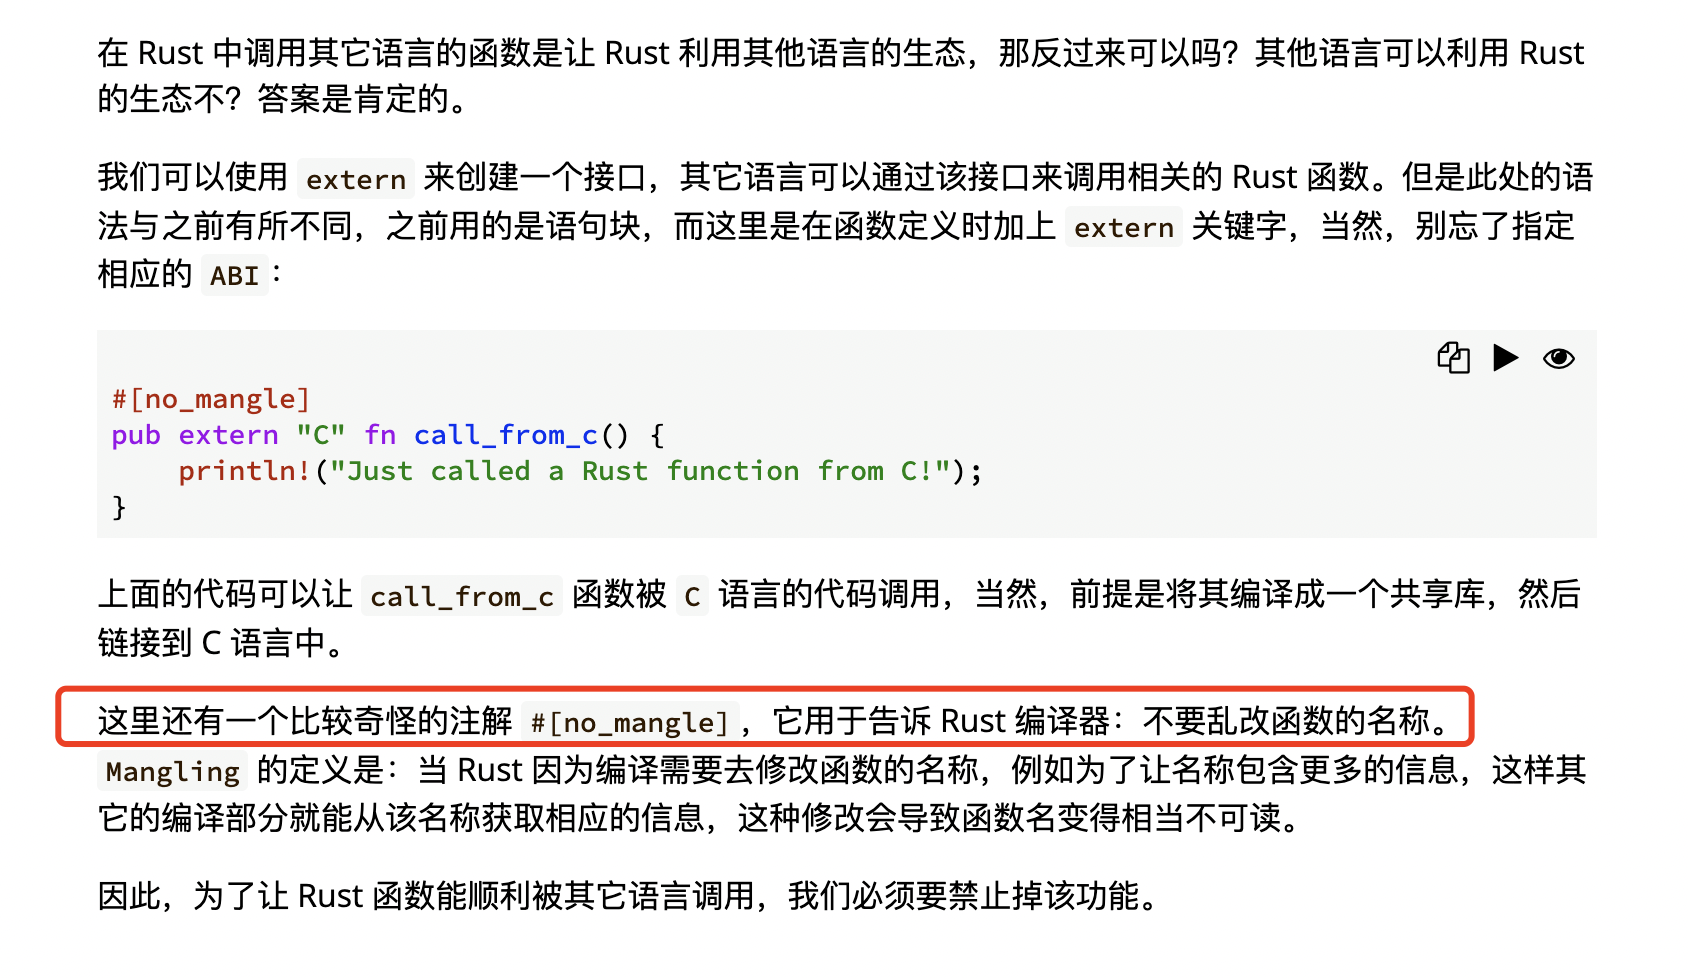 在 Rust 中调用其它语言的函数是让 Rust 利用其他语言的生态，那反过来可以吗？其他语言可以利用 Rust
的生态不？答案是肯定的。
我们可以使用 extern 来创建一个接口，其它语言可以通过该接口来调用相关的 Rust 函数。但是此处的语
法与之前有所不同，之前用的是语句块，而这里是在函数定义时加上 extern 关键字，当然，别忘了指定
相应的 ABI：
#[no_mangle]
pub extern "C" fn call_from_c() {
    println!("Just called a Rust function from C!");
}
上面的代码可以让 call_from_c 函数被 C 语言的代码调用，当然，前提是将其编译成一个共享库，然后
链接到 C 语言中。
这里还有一个比较奇怪的注解 #[no_mangle]，它用于告诉 Rust 编译器：不要乱改函数的名称。
Mangling 的定义是：当 Rust 因为编译需要去修改函数的名称，例如为了让名称包含更多的信息，这样其
它的编译部分就能从该名称获取相应的信息，这种修改会导致函数名变得相当不可读。
因此，为了让 Rust 函数能顺利被其它语言调用，我们必须要禁止掉该功能。